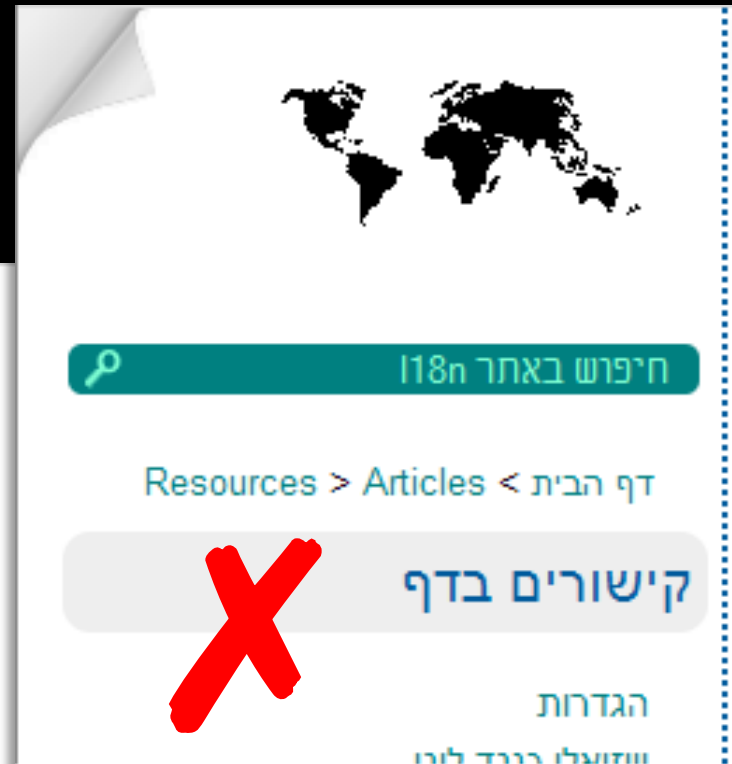 חיפוש באתר I18n
דף הבית > Resources > Articles
קישורים בדף
הגדרות